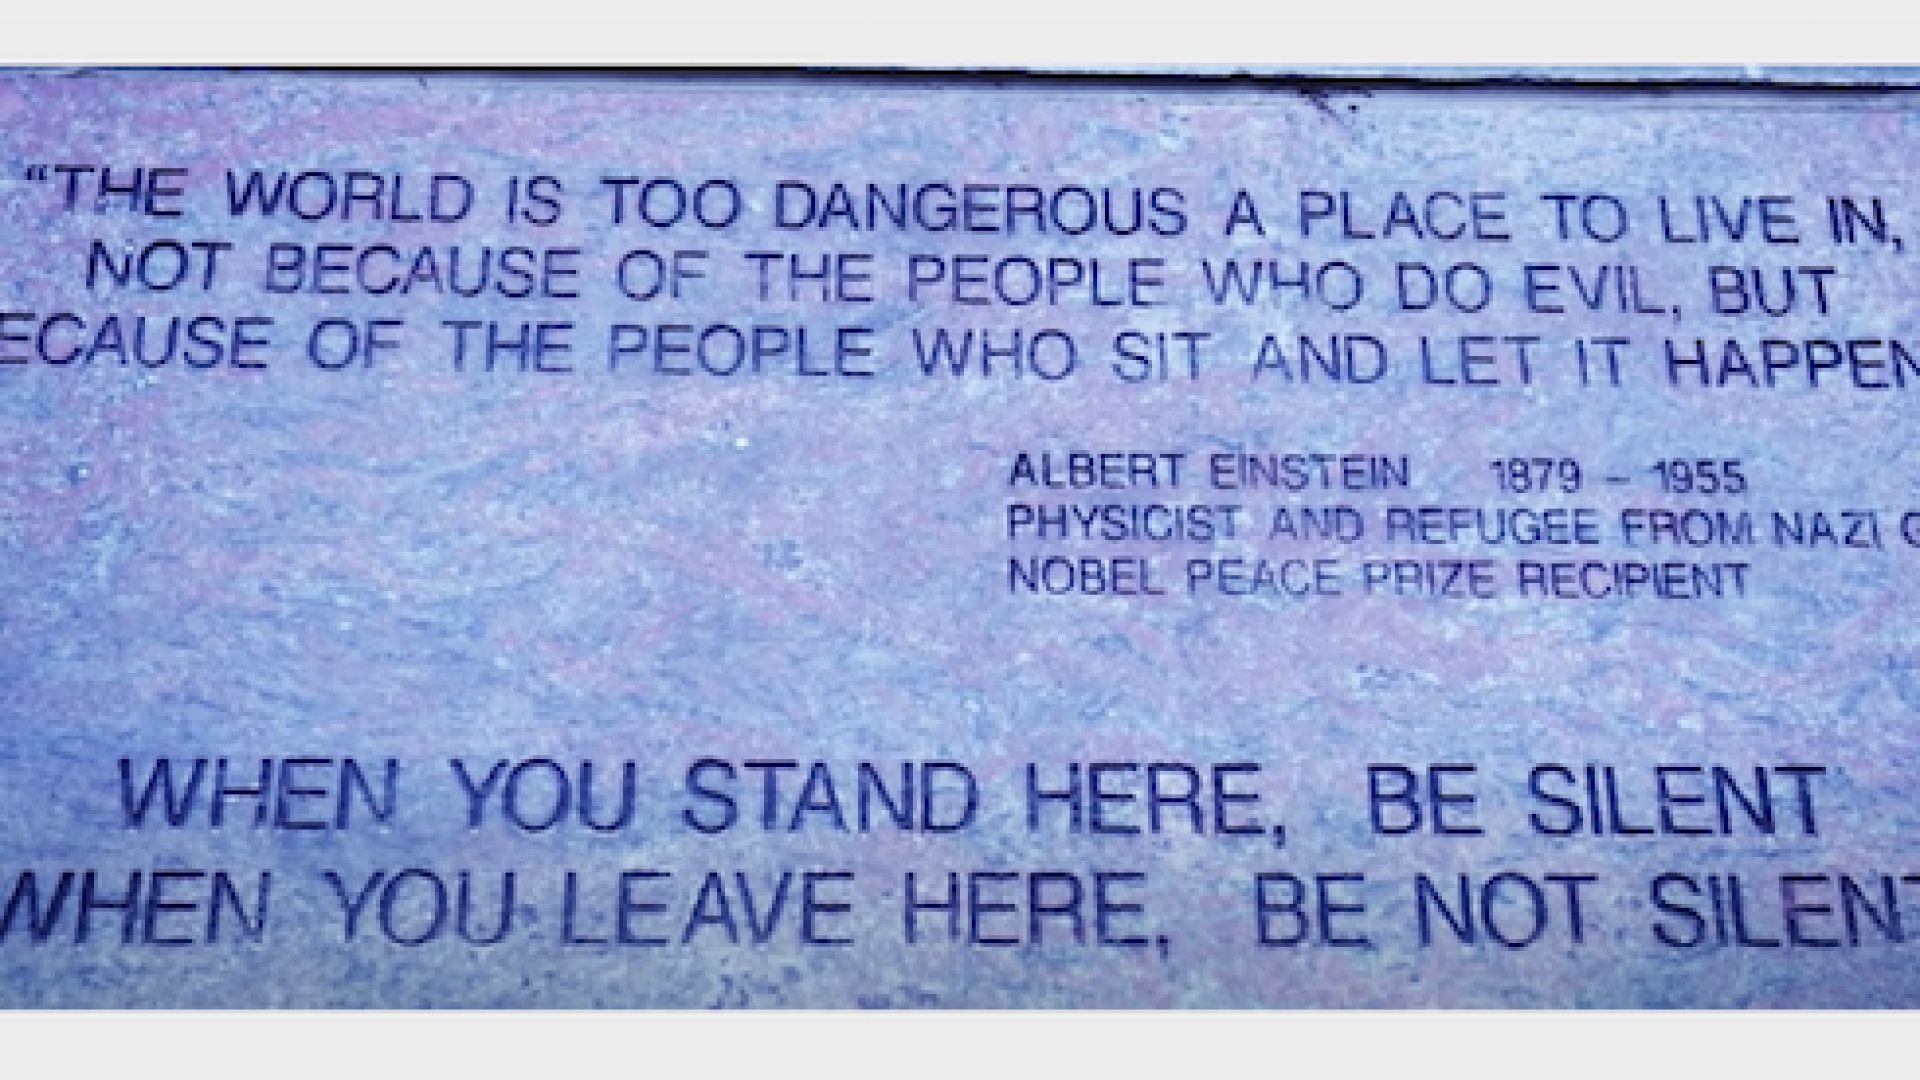 “THE WORLD IS TOO DANGEROUS A PLACE TO LIVE IN,
NOT BECAUSE OF THE PEOPLE WHO DO EVIL, BUT
ECAUSE OF THE PEOPLE WHO SIT AND LET IT HAPPEN
ALBERT EINSTEIN 1879 – 1955
PHYSICIST AND REFUGEE FROM NAZI G
NOBEL PEACE PRIZE RECIPIENT
WHEN YOU STAND HERE, BE SILENT
WHEN YOU LEAVE HERE, BE NOT SILENT